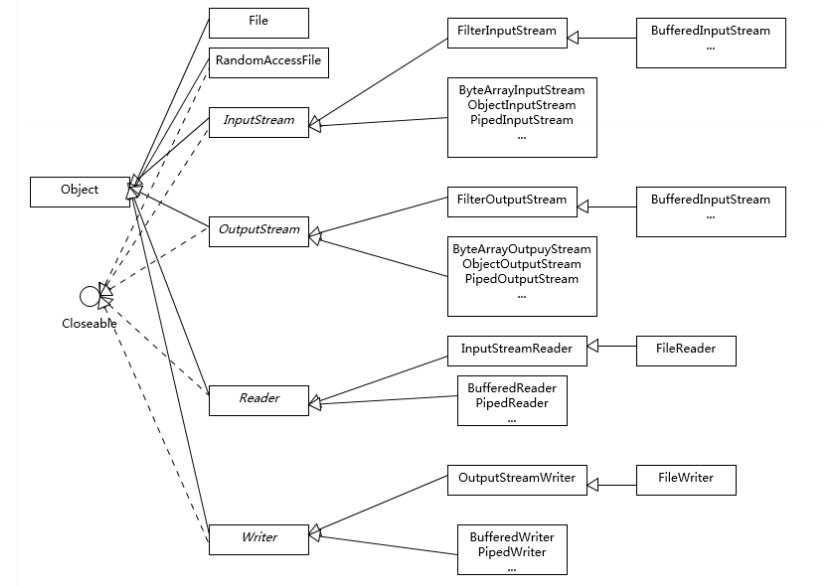 File
RandomAccessFile
InputStream
FilterInputStream
BufferedInputStream
...
ByteArrayInputStream
ObjectInputStream
PipedInputStream
...
Object
OutputStream
FilterOutputStream
BufferedInputStream
...
ByteArrayOutpuyStream
ObjectOutputStream
PipedOutputStream
...
Closeable
InputStreamReader
FileReader
Reader
BufferedReader
PipedReader
...
OutputStreamWriter
FileWriter
Writer
BufferedWriter
PipedWriter
...